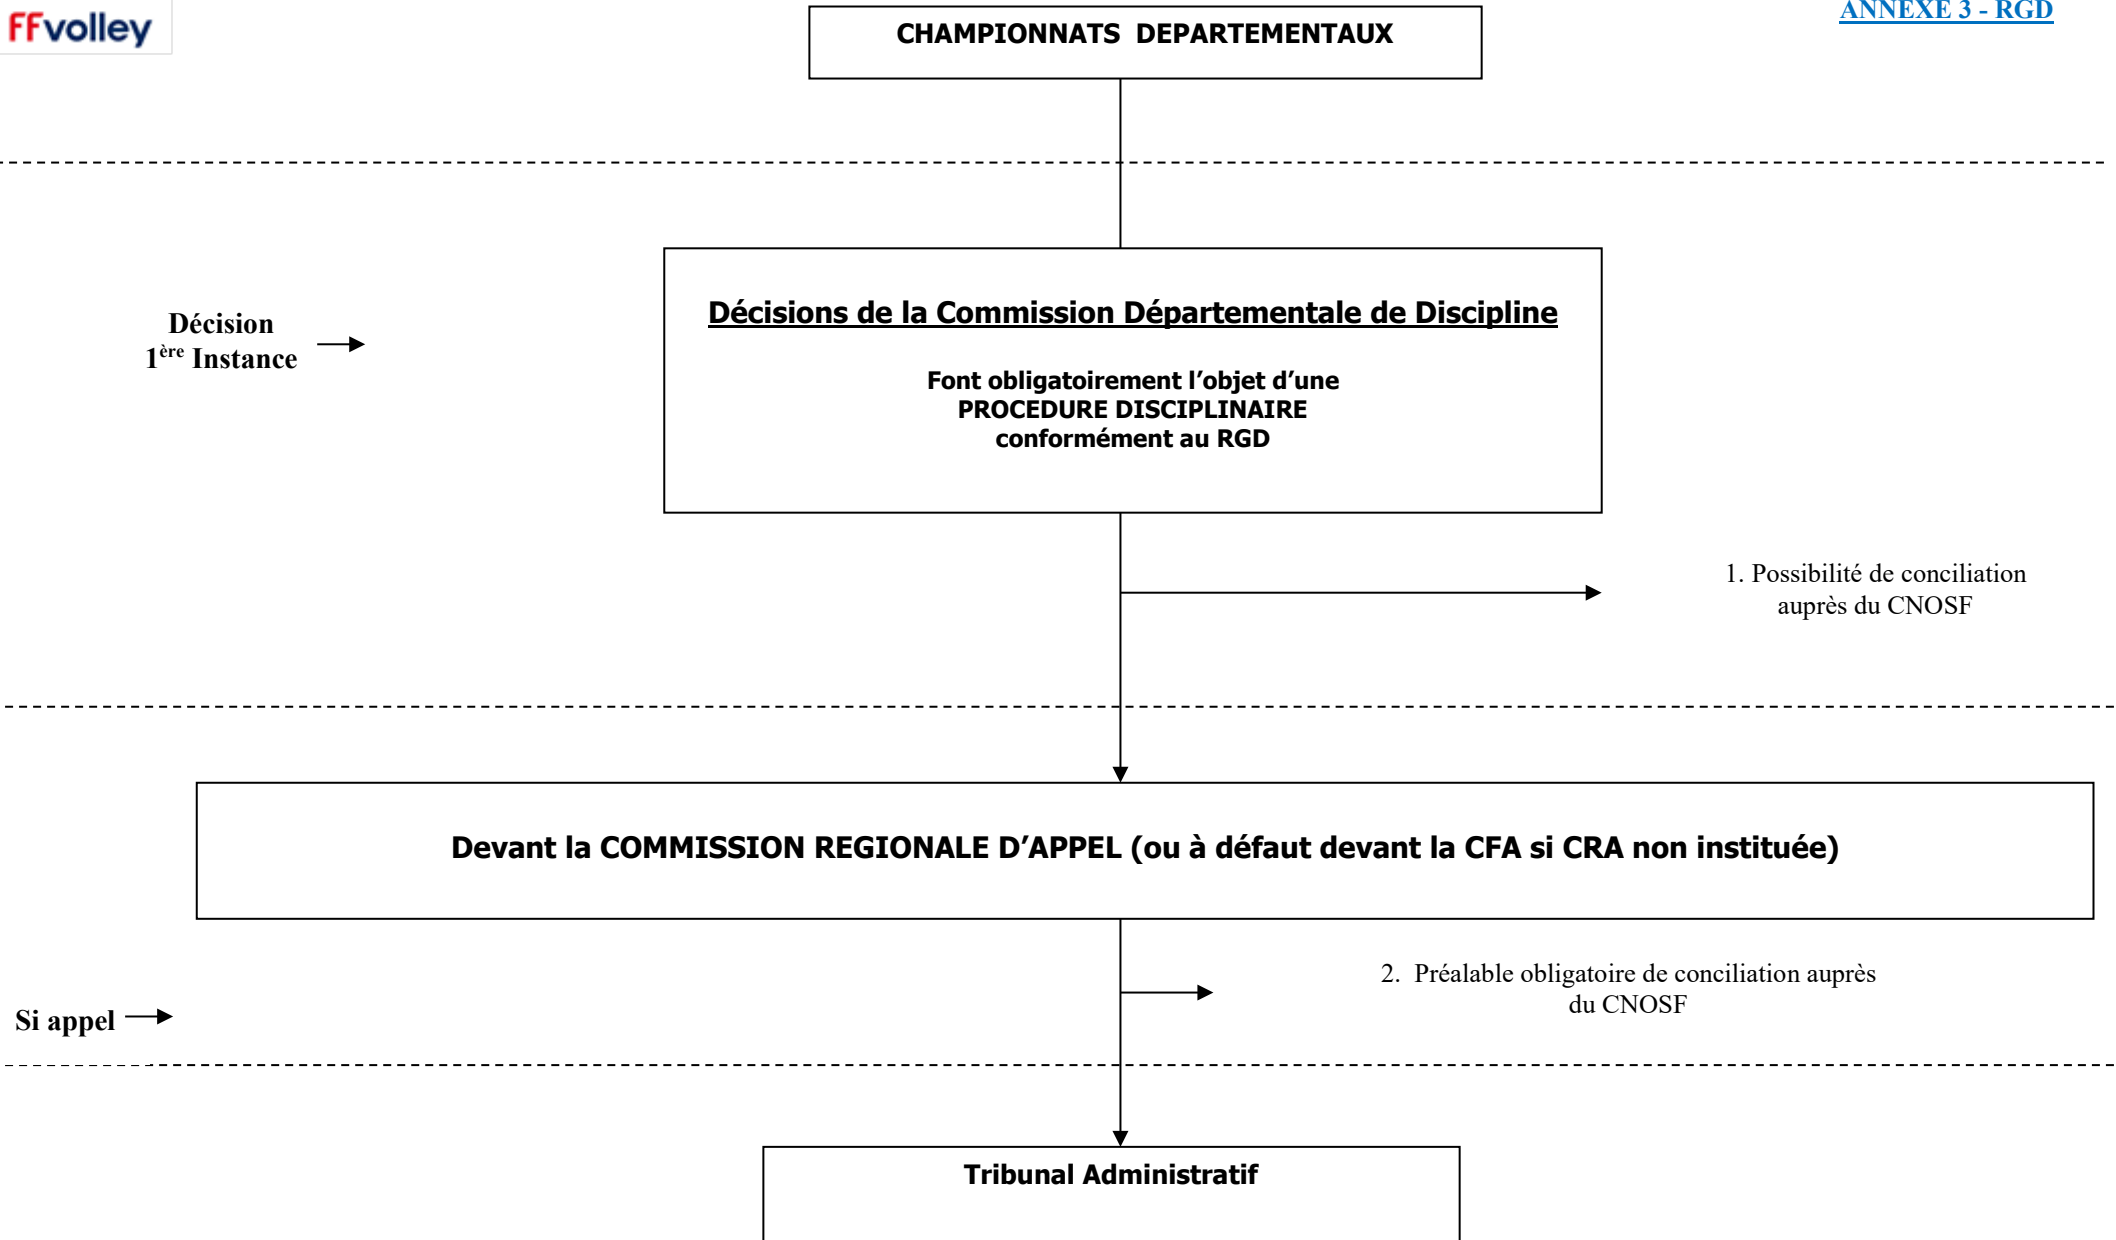 FFvolley
ANNEXE 3 - RGD
CHAMPIONNATS DEPARTEMENTAUX
Décision
1ère Instance
Décisions de la Commission Départementale de Discipline
Font obligatoirement l’objet d’une
PROCEDURE DISCIPLINAIRE
conformément au RGD
1. Possibilité de conciliation
auprès du CNOSF
Devant la COMMISSION REGIONALE D’APPEL (ou à défaut devant la CFA si CRA non instituée)
2. Préalable obligatoire de conciliation auprès
du CNOSF
Si appel
Tribunal Administratif